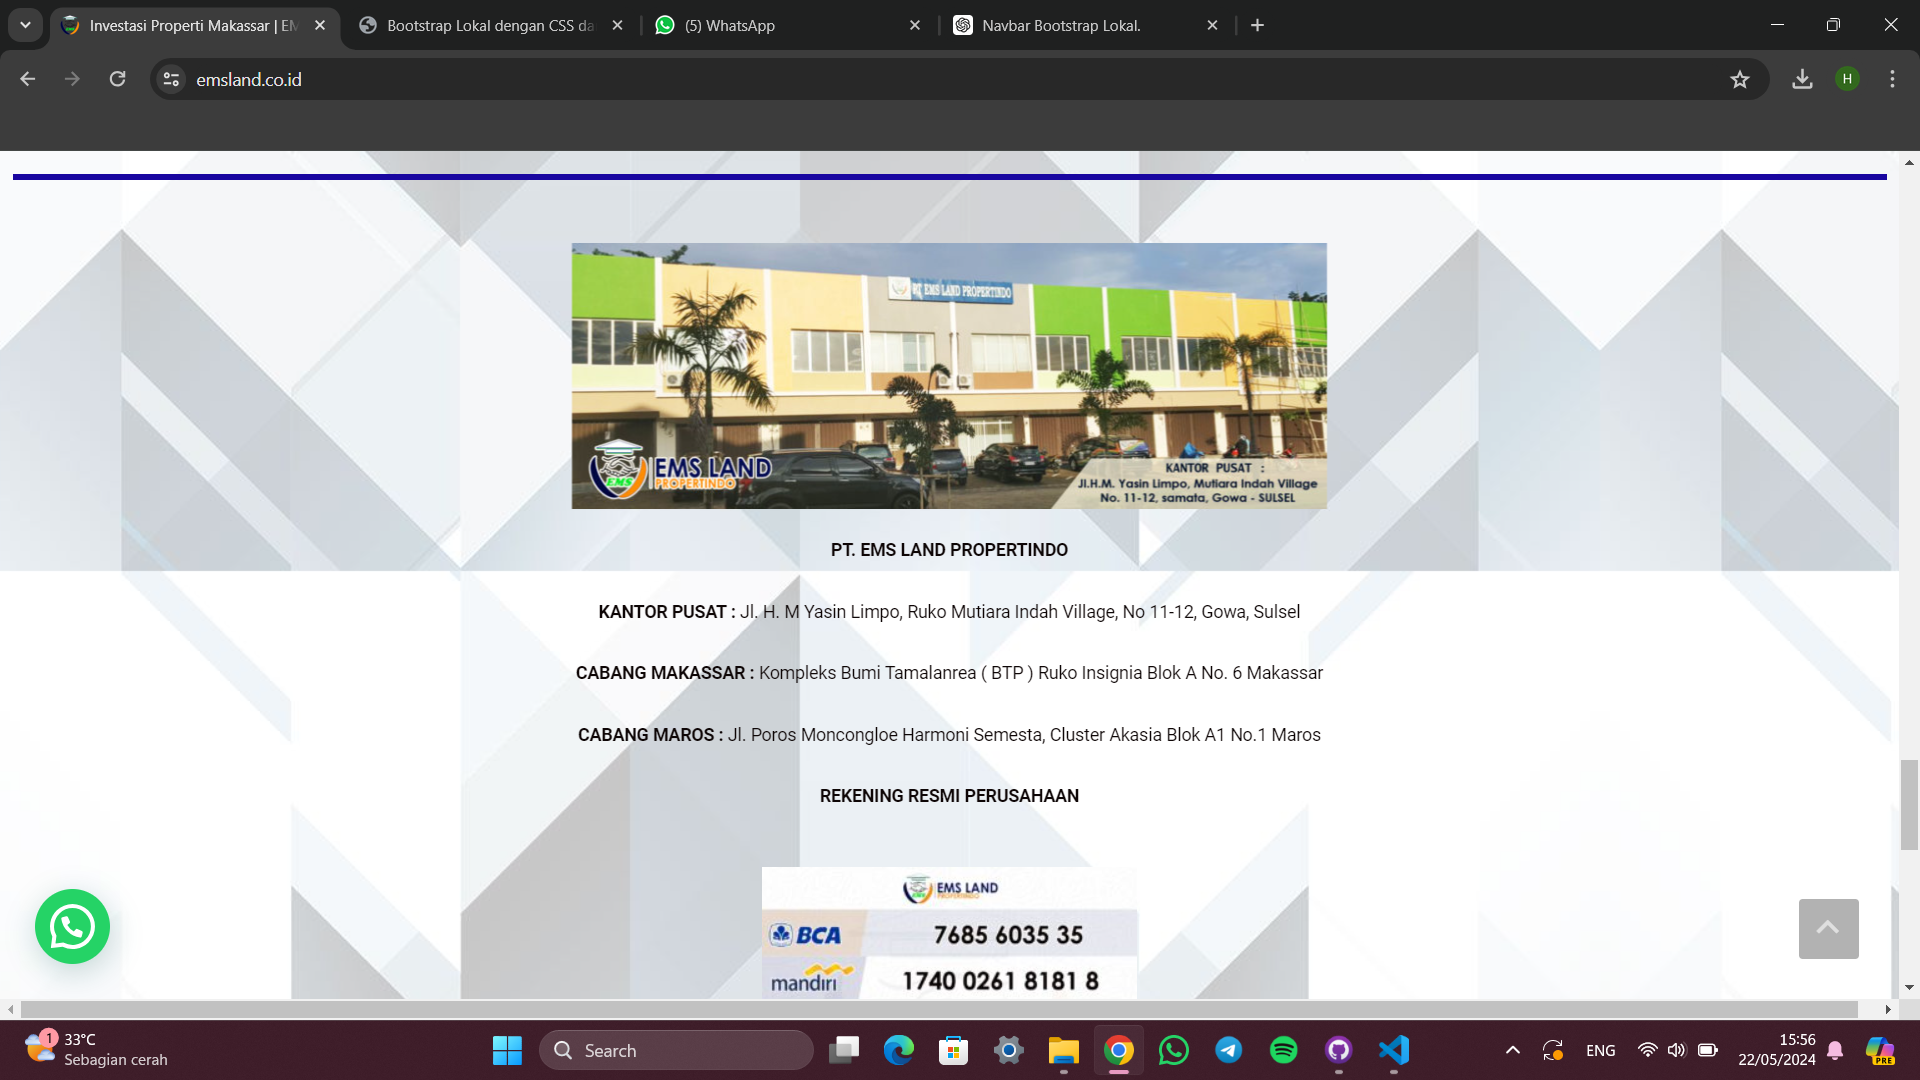 Investasi Properti Makassar | EM
Bootstrap Lokal dengan CSS da
(5) WhatsApp
Navbar Bootstrap Lokal.
emsland.co.id
H
PT. EMS LAND PROPERTINDO
EMS
EMS LAND
PROPERTINDO
KANTOR PUSAT :
Jl.H.M. Yasin Limpo, Mutiara Indah Village
No. 11-12, samata, Gowa - SULSEL
PT. EMS LAND PROPERTINDO
KANTOR PUSAT : Jl. H. M Yasin Limpo, Ruko Mutiara Indah Village, No 11-12, Gowa, Sulsel
CABANG MAKASSAR : Kompleks Bumi Tamalanrea ( BTP ) Ruko Insignia Blok A No. 6 Makassar
CABANG MAROS : Jl. Poros Moncongloe Harmoni Semesta, Cluster Akasia Blok A1 No.1 Maros
REKENING RESMI PERUSAHAAN
EMS LAND
PROPERTINDO
BCA 7685 6035 35
mandiri 1740 0261 8181 8
1
33°C
Sebagian cerah
Search
ENG
15:56
22/05/2024
PRE